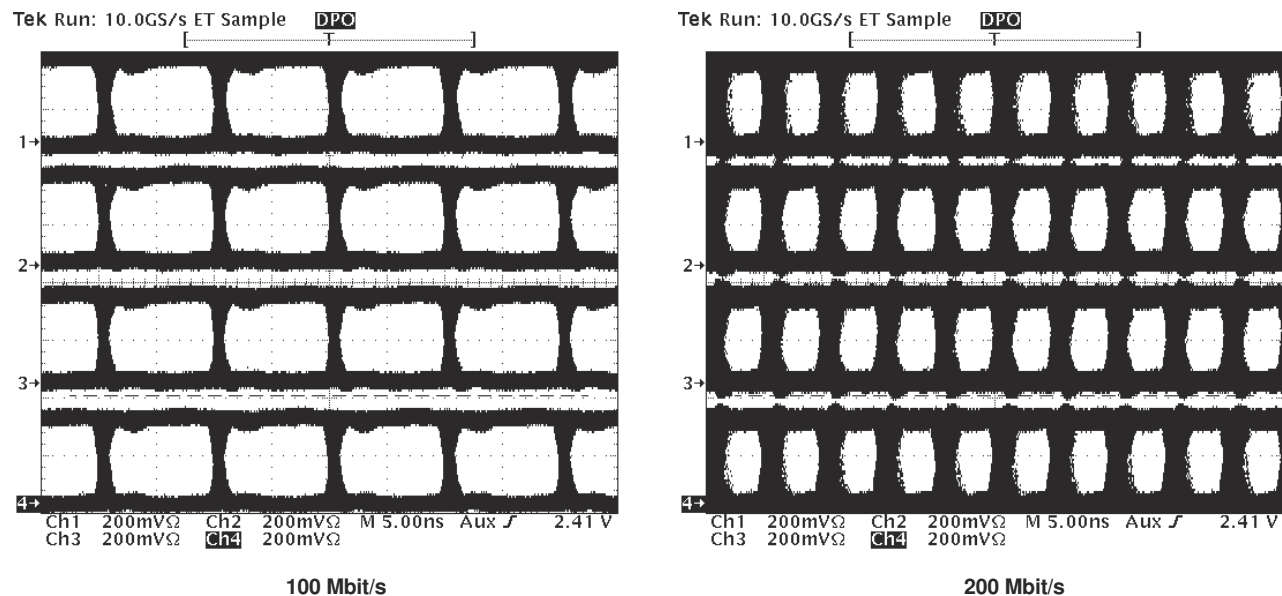 Tek Run: 10.0GS/s ET Sample DPO
[ T ]
1→
2→
3→
4→
Ch1 200mVΩ Ch2 200mVΩ M 5.00ns Aux ʃ 2.41 V
Ch3 200mVΩ Ch4 200mVΩ
100 Mbit/s
Tek Run: 10.0GS/s ET Sample DPO
[ T ]
1→
2→
3→
4→
Ch1 200mVΩ Ch2 200mVΩ M 5.00ns Aux ʃ 2.41 V
Ch3 200mVΩ Ch4 200mVΩ
200 Mbit/s